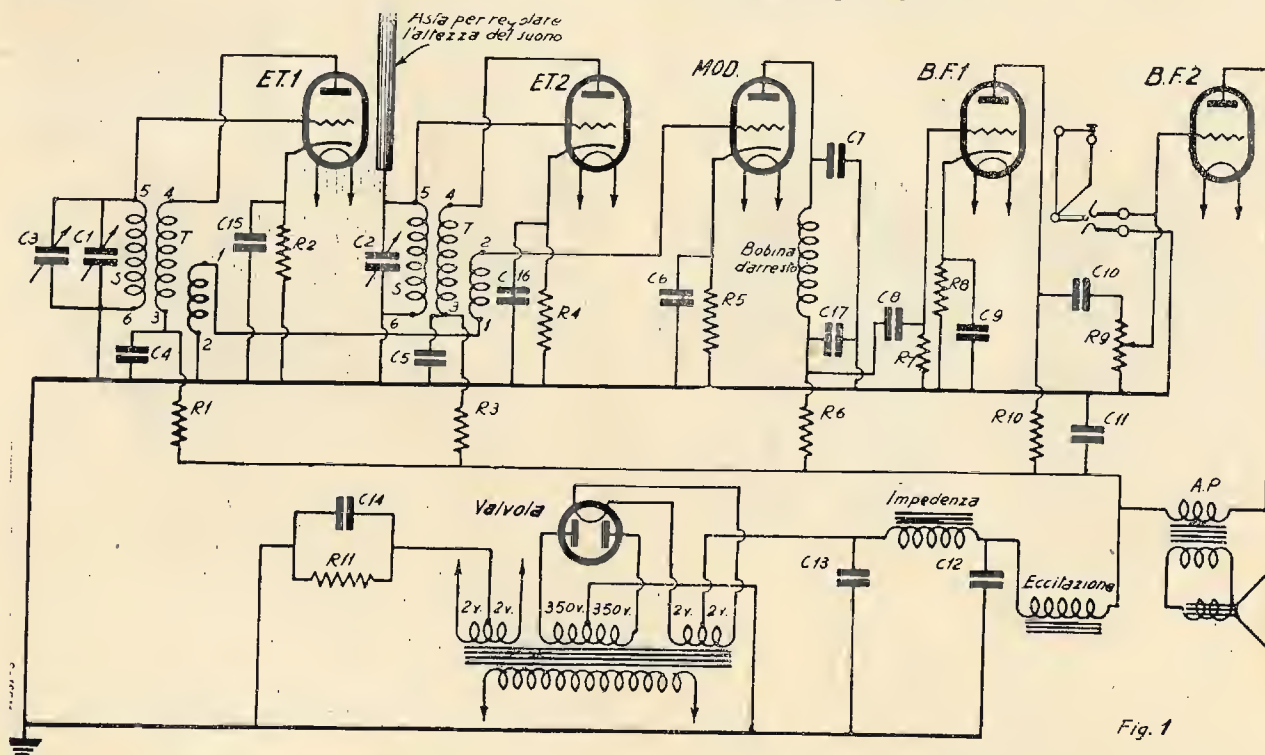 Asta per regolare
l'altezza del suono
ET.1
ET.2
MOD.
B.F.1
B.F.2
C7
5
4
5
4
2
C3
C1
S
T
1
C15
R2
C2
S
T
C16
R4
C6
R5
Bobina
d'arresto
C8
C17
R8
R7
C9
C10
R9
6
3
2
6
3
1
C4
C5
R1
R3
R6
R10
C11
C14
Valvola
Impedenza
A.P
R11
C13
C12
Eccitazione
2v.
2v.
350v.
350v.
2v.
2v.
Fig. 1